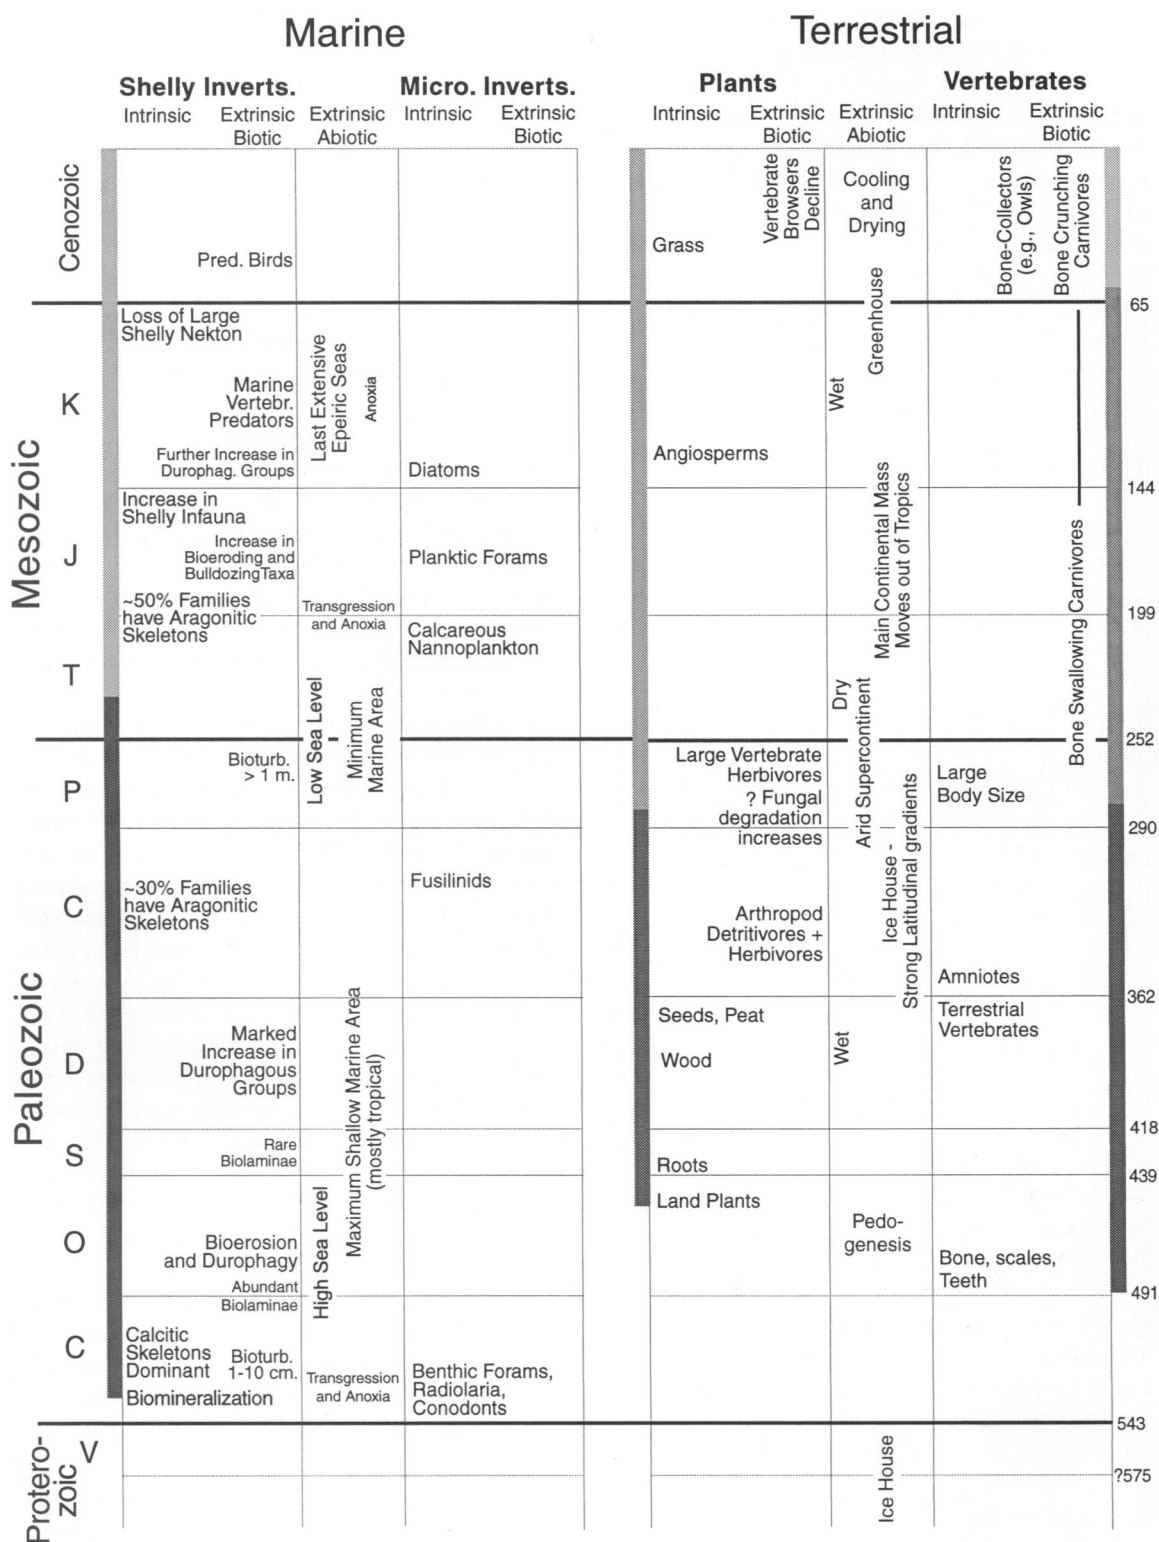 Marine
Terrestrial
Shelly Inverts.
Micro. Inverts.
Plants
Vertebrates
Intrinsic
Extrinsic
Biotic
Extrinsic
Abiotic
Intrinsic
Extrinsic
Biotic
Intrinsic
Extrinsic
Biotic
Extrinsic
Abiotic
Intrinsic
Extrinsic
Biotic
Cenozoic
Pred. Birds
Grass
Vertebrate
Browsers
Decline
Cooling
and
Drying
Bone-Collectors
(e.g., Owls)
Bone Crunching
Carnivores
65
Mesozoic
K
Loss of Large
Shelly Nekton
Marine
Vertebr.
Predators
Further Increase in
Durophag. Groups
Last Extensive
Epeiric Seas
Anoxia
Diatoms
Angiosperms
Wet
Greenhouse
144
J
Increase in
Shelly Infauna
Increase in
Bioeroding and
BulldozingTaxa
~50% Families
have Aragonitic
Skeletons
Transgression
and Anoxia
Planktic Forams
Main Continental Mass
Moves out of Tropics
Bone Swallowing Carnivores
199
T
Calcareous
Nannoplankton
Low Sea Level
Minimum
Marine Area
Dry
Arid Supercontinent
252
Paleozoic
P
Bioturb.
> 1 m.
Large Vertebrate
Herbivores
? Fungal
degradation
increases
Large
Body Size
290
C
~30% Families
have Aragonitic
Skeletons
Fusilinids
Arthropod
Detritivores +
Herbivores
Ice House -
Strong Latitudinal gradients
Amniotes
362
D
Marked
Increase in
Durophagous
Groups
Maximum Shallow Marine Area
(mostly tropical)
Seeds, Peat
Wood
Wet
Terrestrial
Vertebrates
418
S
Rare
Biolaminae
Roots
439
O
Bioerosion
and Durophagy
Abundant
Biolaminae
High Sea Level
Land Plants
Pedo-
genesis
Bone, scales,
Teeth
491
C
Calcitic
Skeletons
Dominant
Bioturb.
1-10 cm.
Biomineralization
Transgression
and Anoxia
Benthic Forams,
Radiolaria,
Conodonts
543
Protero-
zoic
V
Ice House
?575